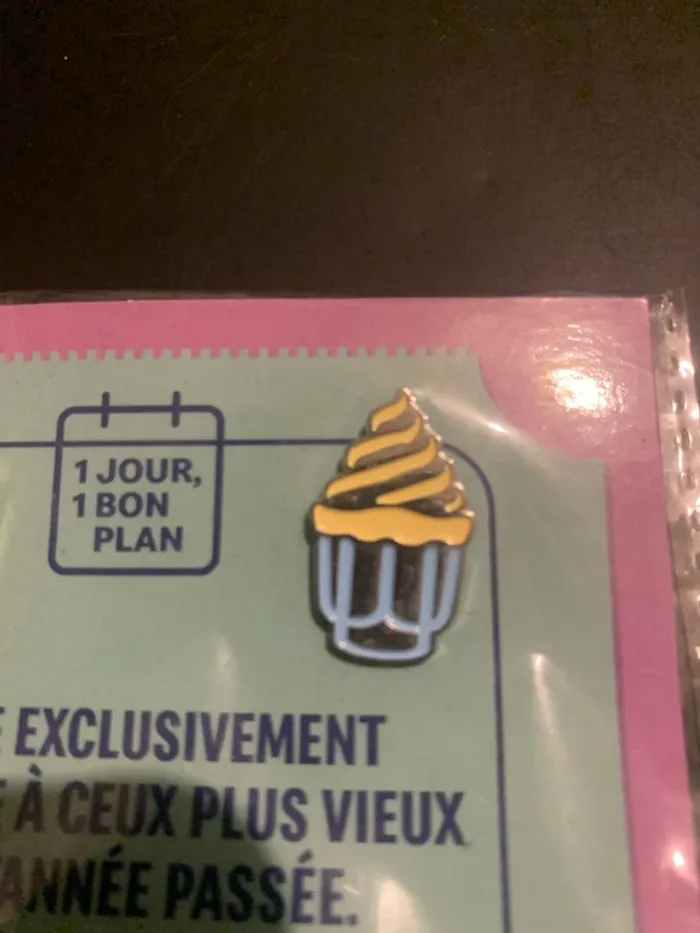 1 JOUR,
1 BON
PLAN
EXCLUSIVEMENT
À CEUX PLUS VIEUX
ANNÉE PASSÉE.